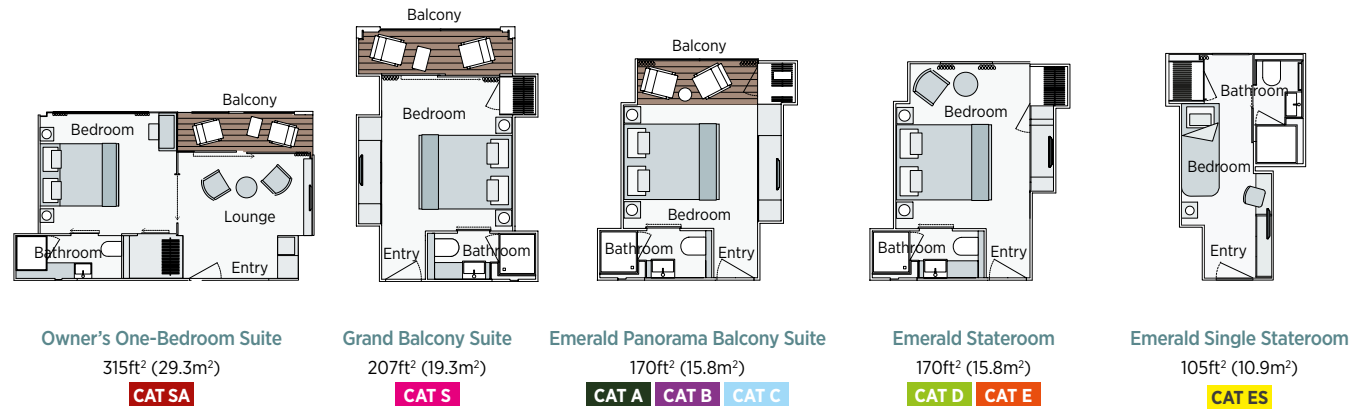 Balcony
Bedroom
Lounge
Bathroom
Entry
Owner's One-Bedroom Suite
315ft² (29.3m²)
CAT SA
Balcony
Bedroom
Entry
Bathroom
Grand Balcony Suite
207ft² (19.3m²)
CAT S
Balcony
Bedroom
Bathroom
Entry
Emerald Panorama Balcony Suite
170ft² (15.8m²)
CAT A CAT B CAT C
Bedroom
Bathroom
Entry
Emerald Stateroom
170ft² (15.8m²)
CAT D CAT E
Bathroom
Bedroom
Entry
Emerald Single Stateroom
105ft² (10.9m²)
CAT ES